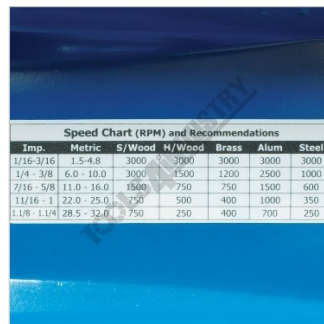 Speed Chart (RPM) and Recommendations
Imp. Metric S/Wood H/Wood Brass Alum Steel
1/16-3/16 1.5-4.8 3000 3000 3000 3000 3000
1/4 - 3/8 6.0 - 10.0 3000 1500 1200 2500 1000
7/16 - 5/8 11.0 - 16.0 1500 750 750 1500 600
11/16 - 1 22.0 - 25.0 750 500 400 1000 350
1.1/8 - 1.1/4 28.5 - 32.0 750 250 400 700 250
TOOLS4INDUSTRY